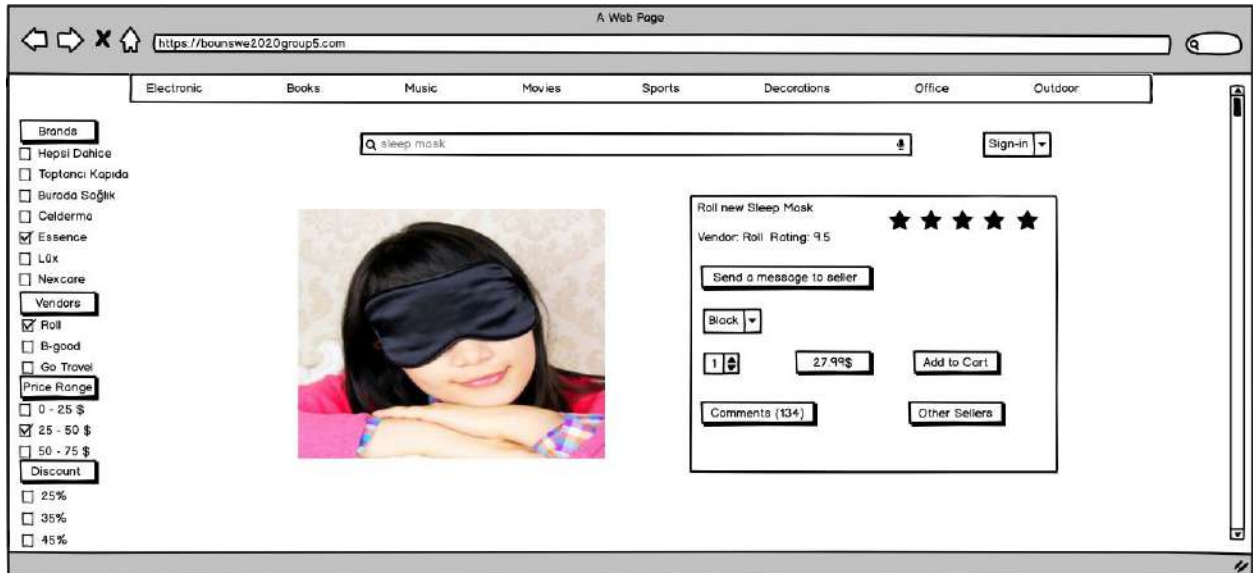 A Web Page
https://bounswe2020group5.com
Electronic Books Music Movies Sports Decorations Office Outdoor
sleep mask
Sign-in
Brands
Hepsi Dahice
Toptancı Kapıda
Burada Sağlık
Celderma
Essence
Lüx
Nexcare
Vendors
Roll
B-good
Go Travel
Price Range
0 - 25 $
25 - 50 $
50 - 75 $
Discount
25%
35%
45%
Roll new Sleep Mask
Vendor: Roll Rating: 9.5
Send a message to seller
Black
1 27.99$ Add to Cart
Comments (134) Other Sellers